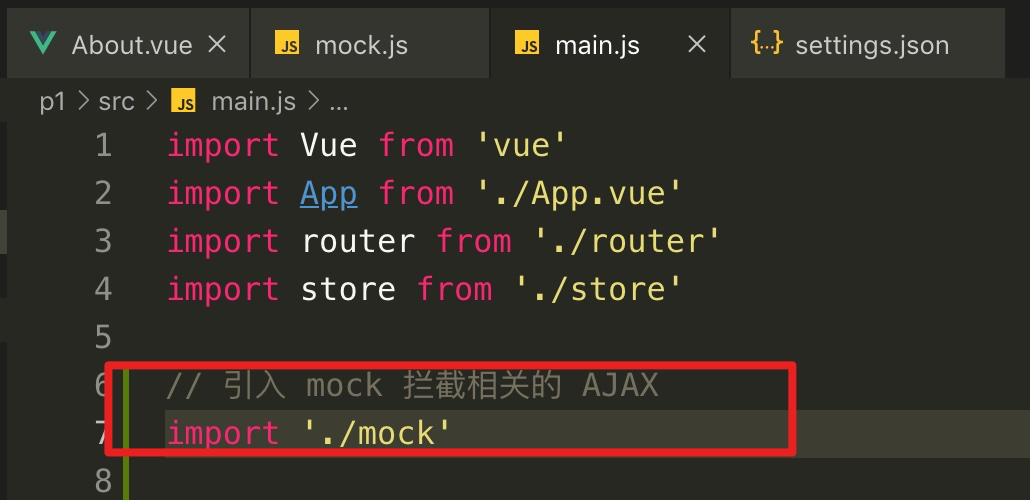 About.vue
JS mock.js
JS main.js
{...} settings.json
p1 > src > JS main.js > ...
1 import Vue from 'vue'
2 import App from './App.vue'
3 import router from './router'
4 import store from './store'
5
6 // 引入 mock 拦截相关的 AJAX
7 import './mock'
8